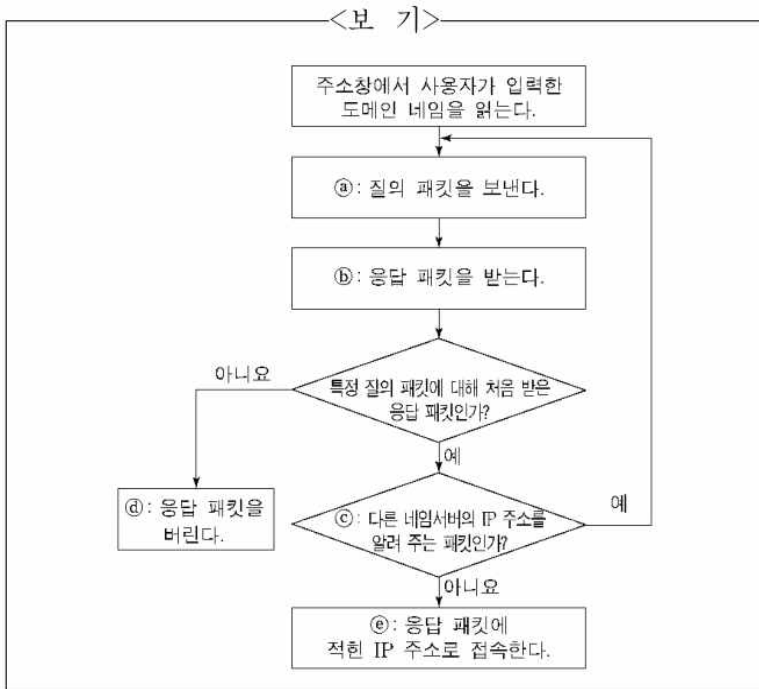 <보 기>
주소창에서 사용자가 입력한
도메인 네임을 읽는다.
ⓐ: 질의 패킷을 보낸다.
ⓑ: 응답 패킷을 받는다.
아니요
특정 질의 패킷에 대해 처음 받은
응답 패킷인가?
예
ⓓ: 응답 패킷을
버린다.
ⓒ: 다른 네임서버의 IP 주소를
알려 주는 패킷인가?
예
아니요
ⓔ: 응답 패킷에
적힌 IP 주소로 접속한다.